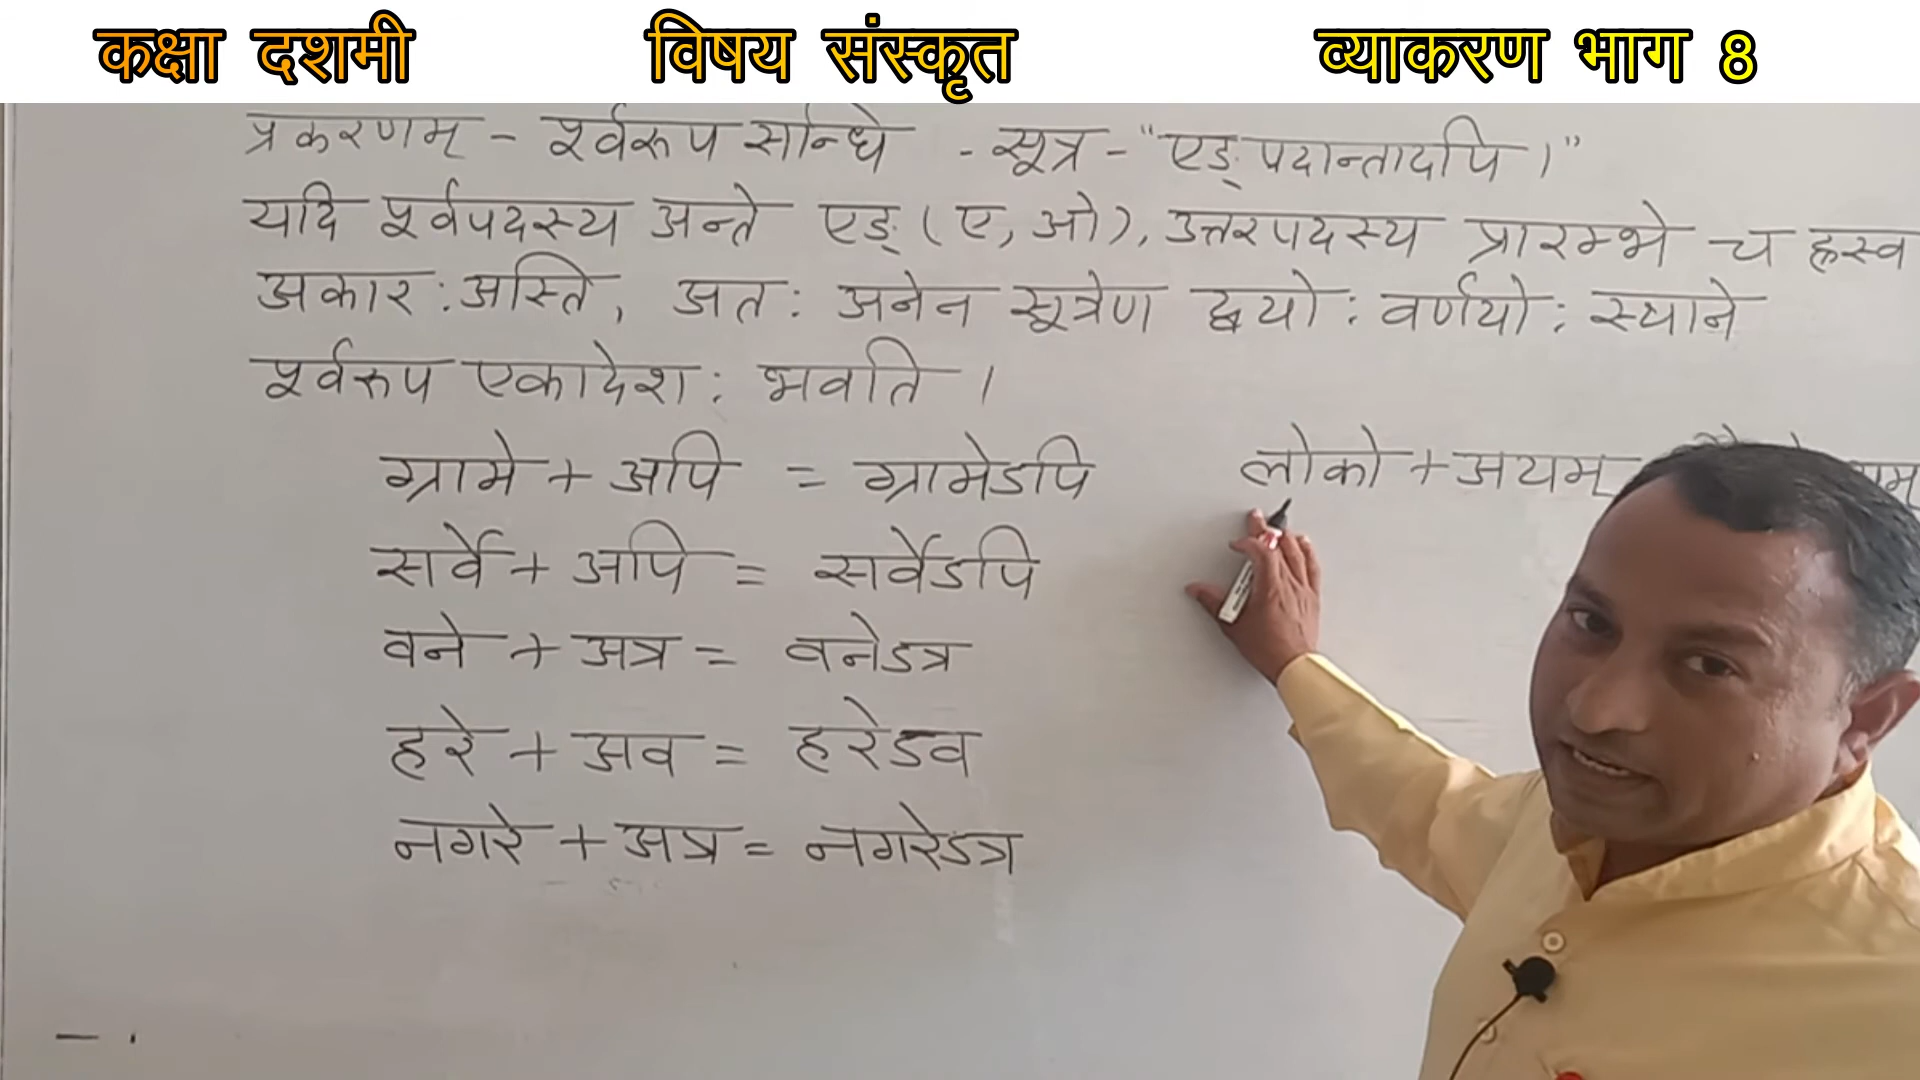 कक्षा दशमी विषय संस्कृत व्याकरण भाग 8
प्रकरणम् - पूर्वरूप सन्धि - सूत्र - "एङ् पदान्तादपि।"
यदि पूर्वपदस्य अन्ते एङ् (ए, ओ), उत्तरपदस्य प्रारम्भे च ह्रस्व
अकार: अस्ति, अत: अनेन सूत्रेण द्वयो: वर्णयो: स्थाने
पूर्वरूप एकादेश: भवति ।
ग्रामे + अपि = ग्रामेऽपि लोको + अयम्
सर्वे + अपि = सर्वेऽपि
वने + अत्र = वनेऽत्र
हरे + अव = हरेऽव
नगरे + अत्र = नगरेऽत्र